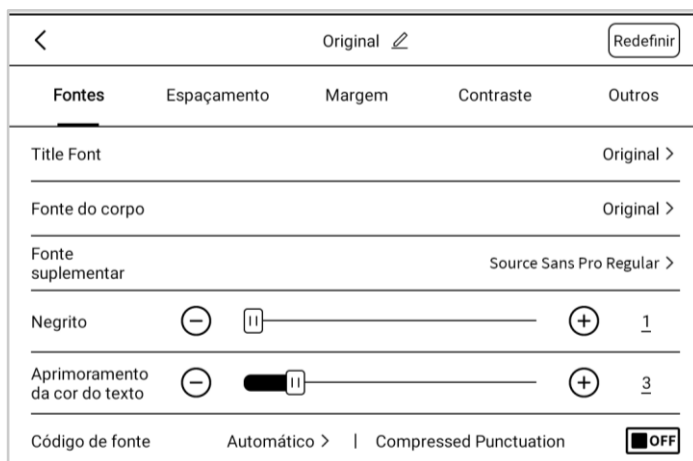 Original
Redefinir
Fontes Espaçamento Margem Contraste Outros
Title Font Original >
Fonte do corpo Original >
Fonte
suplementar Source Sans Pro Regular >
Negrito 1
Aprimoramento
da cor do texto 3
Código de fonte Automático > | Compressed Punctuation OFF